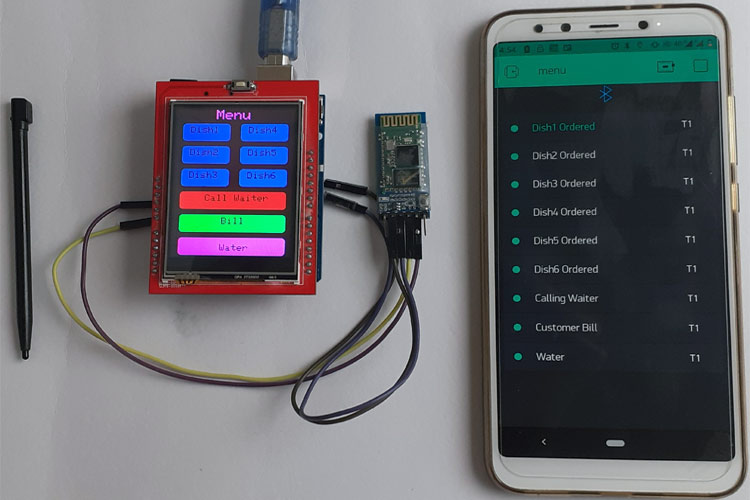 Menu
Dish1 Dish4
Dish2 Dish5
Dish3 Dish6
Call Waiter
Bill
Water
4:54
menu
Dish1 Ordered T1
Dish2 Ordered T1
Dish3 Ordered T1
Dish4 Ordered T1
Dish5 Ordered T1
Dish6 Ordered T1
Calling Waiter T1
Customer Bill T1
Water T1